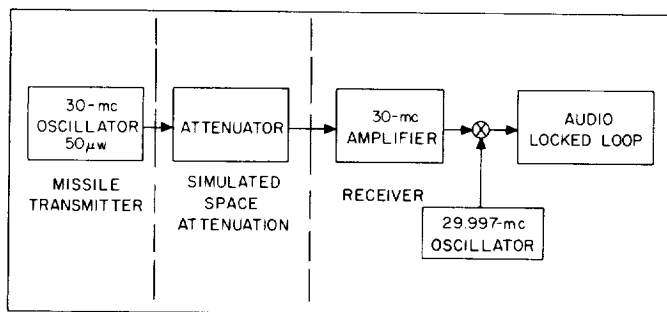 30-mc
OSCILLATOR
50μw
ATTENUATOR
30-mc
AMPLIFIER
AUDIO
LOCKED LOOP
MISSILE
TRANSMITTER
SIMULATED
SPACE
ATTENUATION
RECEIVER
29.997-mc
OSCILLATOR